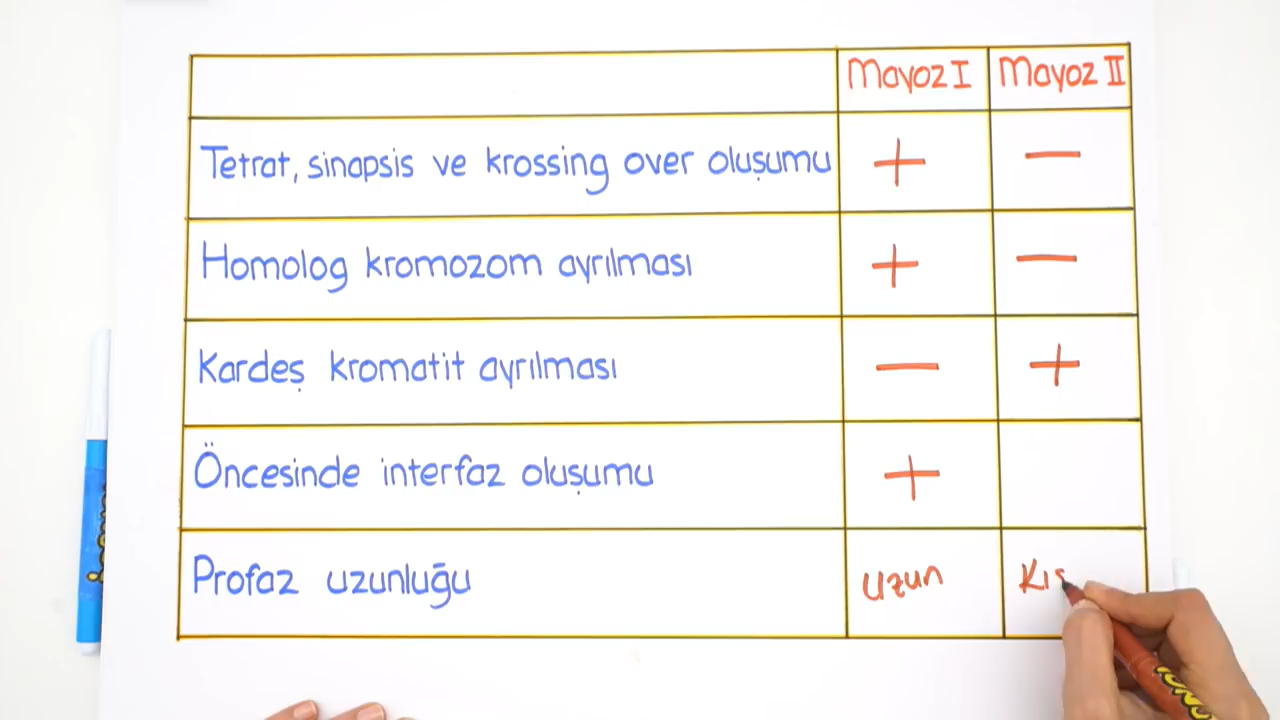 Mayoz I Mayoz II
Tetrat, sinapsis ve krossing over oluşumu + −
Homolog kromozom ayrılması + −
Kardeş kromatit ayrılması − +
Öncesinde interfaz oluşumu +
Profaz uzunluğu uzun Kıs